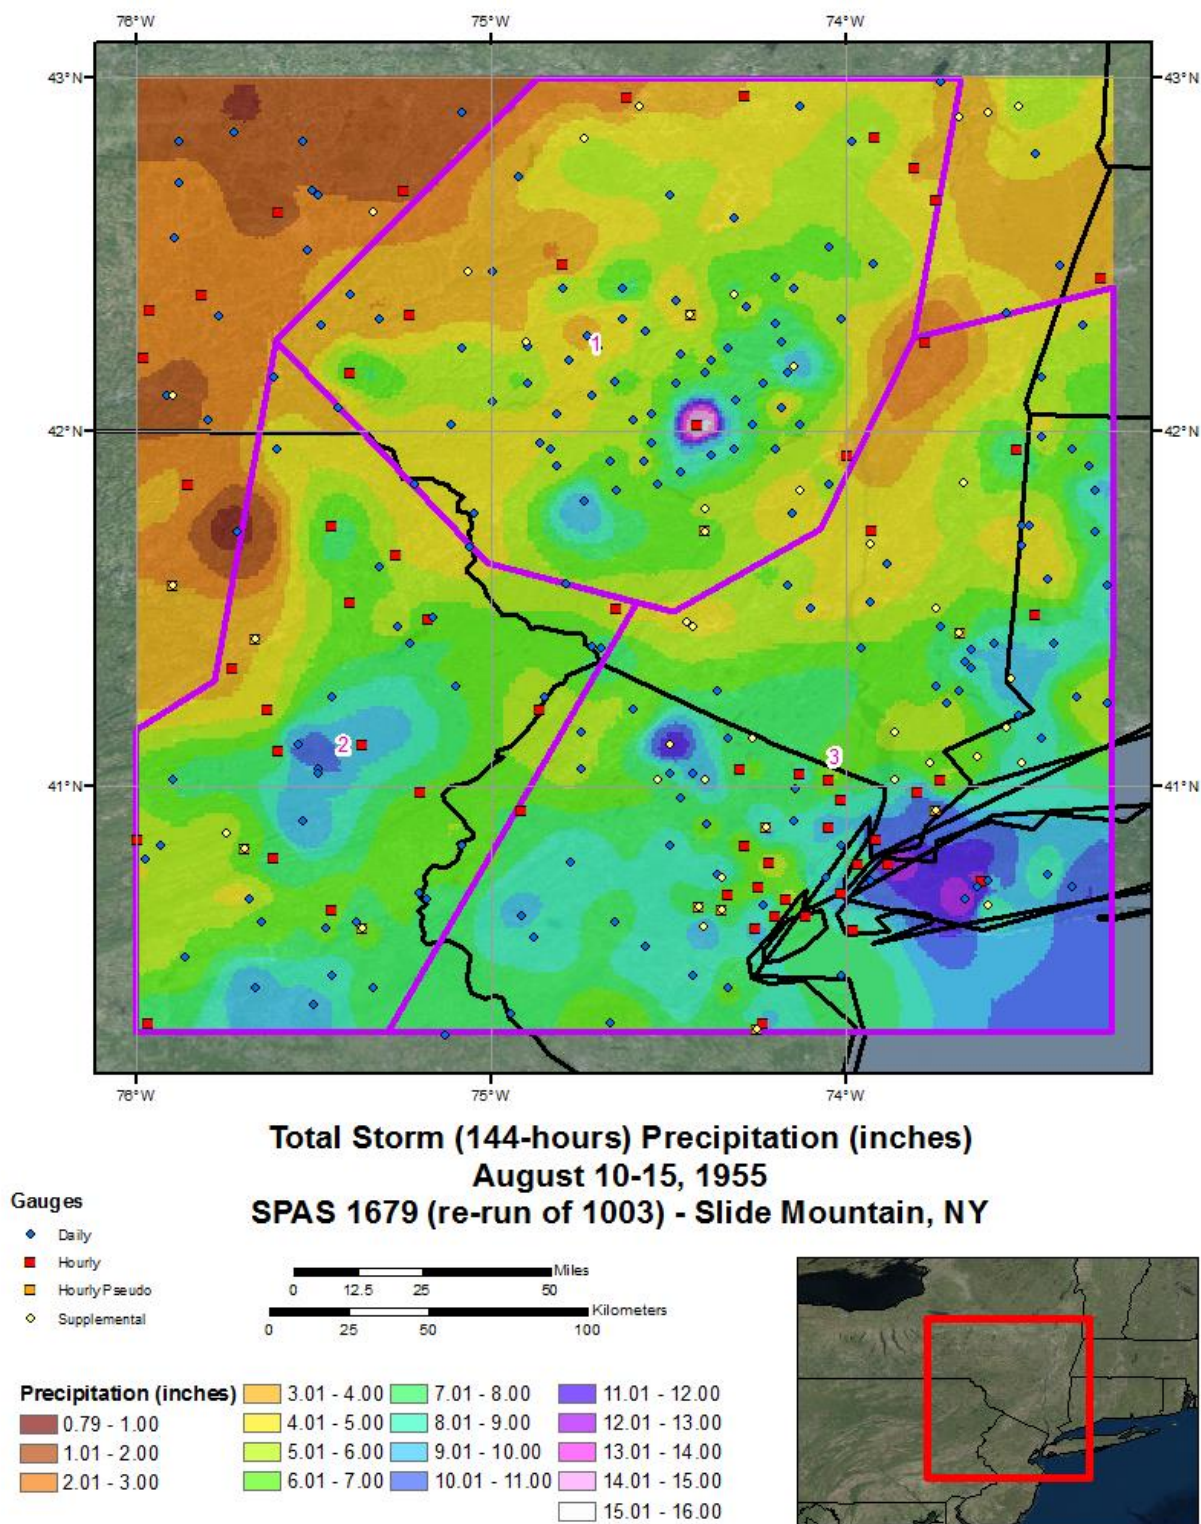 76°W 75°W 74°W
43°N 43°N
1
42°N 42°N
2
3
41°N 41°N
76°W 75°W 74°W
Total Storm (144-hours) Precipitation (inches)
August 10-15, 1955
SPAS 1679 (re-run of 1003) - Slide Mountain, NY
Gauges
Daily
Hourly
Hourly Pseudo
Supplemental
Miles
0 12.5 25 50
Kilometers
0 25 50 100
Precipitation (inches)
0.79 - 1.00
1.01 - 2.00
2.01 - 3.00
3.01 - 4.00
4.01 - 5.00
5.01 - 6.00
6.01 - 7.00
7.01 - 8.00
8.01 - 9.00
9.01 - 10.00
10.01 - 11.00
11.01 - 12.00
12.01 - 13.00
13.01 - 14.00
14.01 - 15.00
15.01 - 16.00